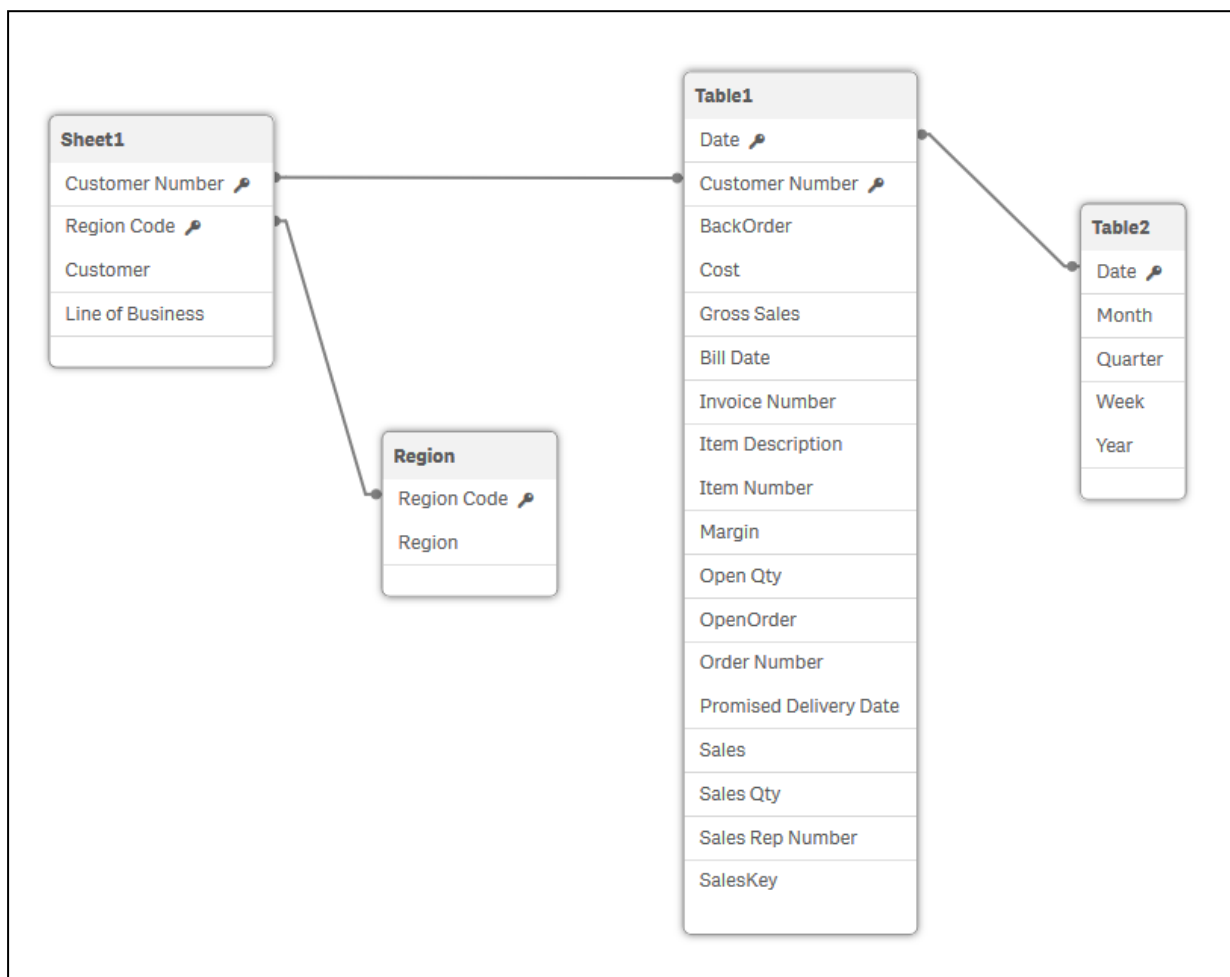 Sheet1
Customer Number
Region Code
Customer
Line of Business
Region
Region Code
Region
Table1
Date
Customer Number
BackOrder
Cost
Gross Sales
Bill Date
Invoice Number
Item Description
Item Number
Margin
Open Qty
OpenOrder
Order Number
Promised Delivery Date
Sales
Sales Qty
Sales Rep Number
SalesKey
Table2
Date
Month
Quarter
Week
Year